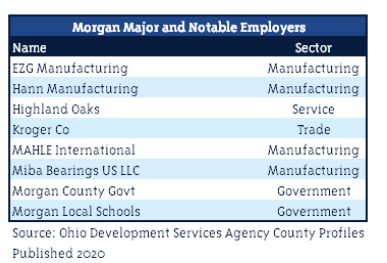 Morgan Major and Notable Employers
Name Sector
EZG Manufacturing Manufacturing
Hann Manufacturing Manufacturing
Highland Oaks Service
Kroger Co Trade
MAHLE International Manufacturing
Miba Bearings US LLC Manufacturing
Morgan County Govt Government
Morgan Local Schools Government
Source: Ohio Development Services Agency County Profiles
Published 2020